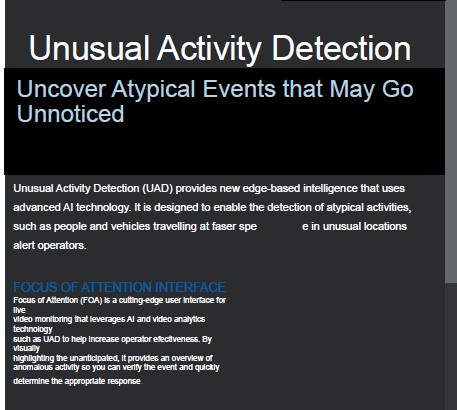 Unusual Activity Detection
Uncover Atypical Events that May Go
Unnoticed
Unusual Activity Detection (UAD) provides new edge-based intelligence that uses
advanced AI technology. It is designed to enable the detection of atypical activities,
such as people and vehicles travelling at faser spe e in unusual locations
alert operators.
FOCUS OF ATTENTION INTERFACE
Focus of Attention (FOA) is a cutting-edge user interface for
live
video monitoring that leverages AI and video analytics
technology
such as UAD to help increase operator efectiveness. By
visually
highlighting the unanticipated, it provides an overview of
anomalous activity so you can verify the event and quickly
determine the appropriate response.